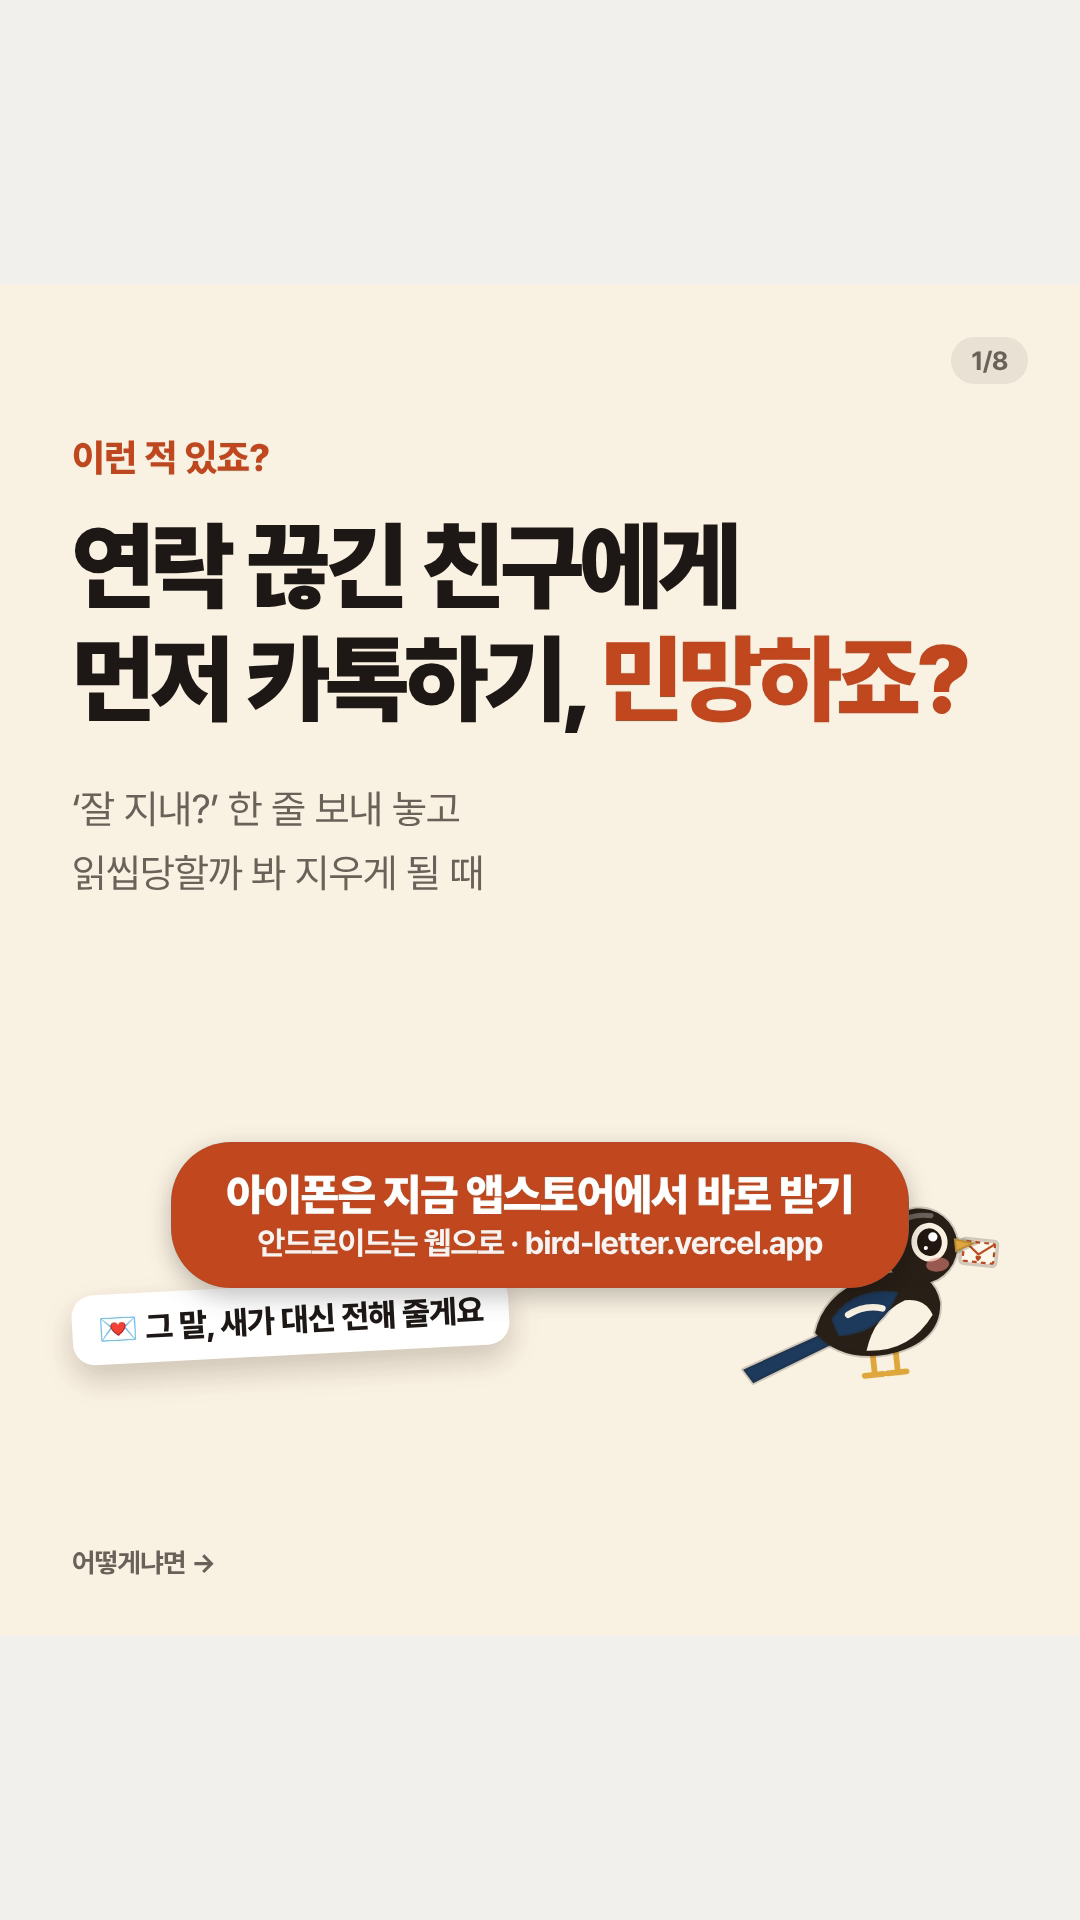 1/8
이런 적 있죠?
연락 끊긴 친구에게
먼저 카톡하기, 민망하죠?
‘잘 지내?’ 한 줄 보내 놓고
읽씹당할까 봐 지우게 될 때
아이폰은 지금 앱스토어에서 바로 받기
안드로이드는 웹으로 · bird-letter.vercel.app
💌 그 말, 새가 대신 전해 줄게요
어떻게냐면 →